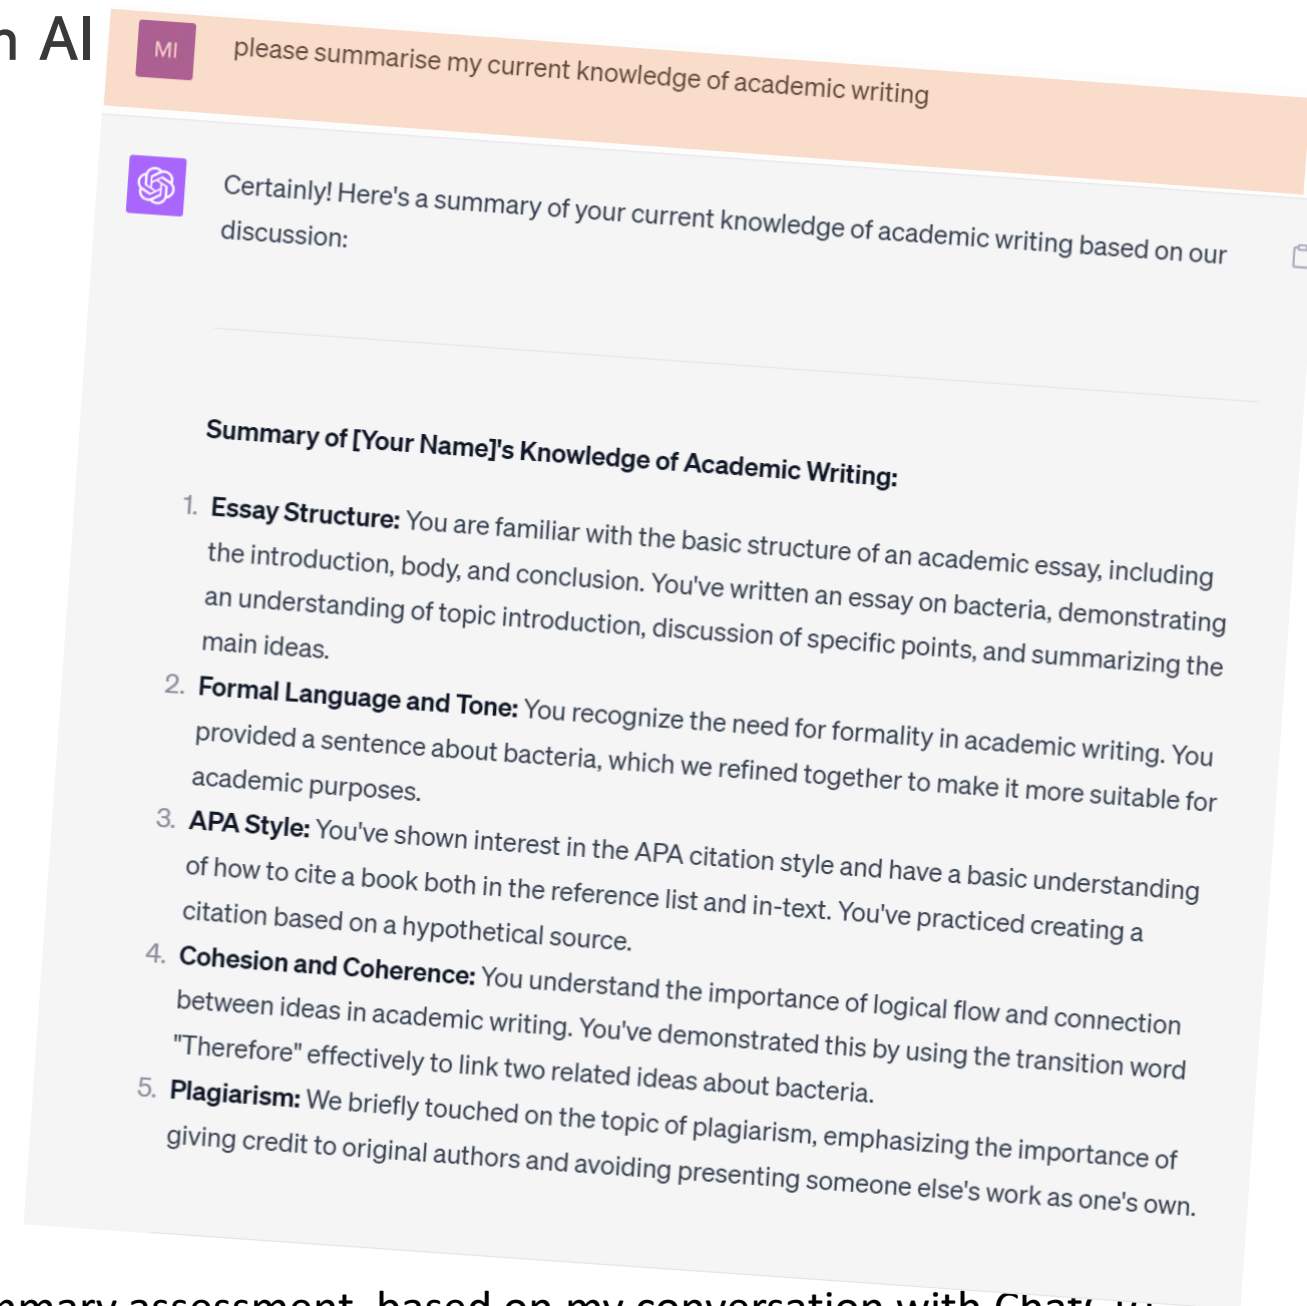 n AI
MI
please summarise my current knowledge of academic writing
Certainly! Here's a summary of your current knowledge of academic writing based on our
discussion:
Summary of [Your Name]'s Knowledge of Academic Writing:
1. Essay Structure: You are familiar with the basic structure of an academic essay, including
the introduction, body, and conclusion. You've written an essay on bacteria, demonstrating
an understanding of topic introduction, discussion of specific points, and summarizing the
main ideas.
2. Formal Language and Tone: You recognize the need for formality in academic writing. You
provided a sentence about bacteria, which we refined together to make it more suitable for
academic purposes.
3. APA Style: You've shown interest in the APA citation style and have a basic understanding
of how to cite a book both in the reference list and in-text. You've practiced creating a
citation based on a hypothetical source.
4. Cohesion and Coherence: You understand the importance of logical flow and connection
between ideas in academic writing. You've demonstrated this by using the transition word
"Therefore" effectively to link two related ideas about bacteria.
5. Plagiarism: We briefly touched on the topic of plagiarism, emphasizing the importance of
giving credit to original authors and avoiding presenting someone else's work as one's own.
mmary assessment, based on my conversation with